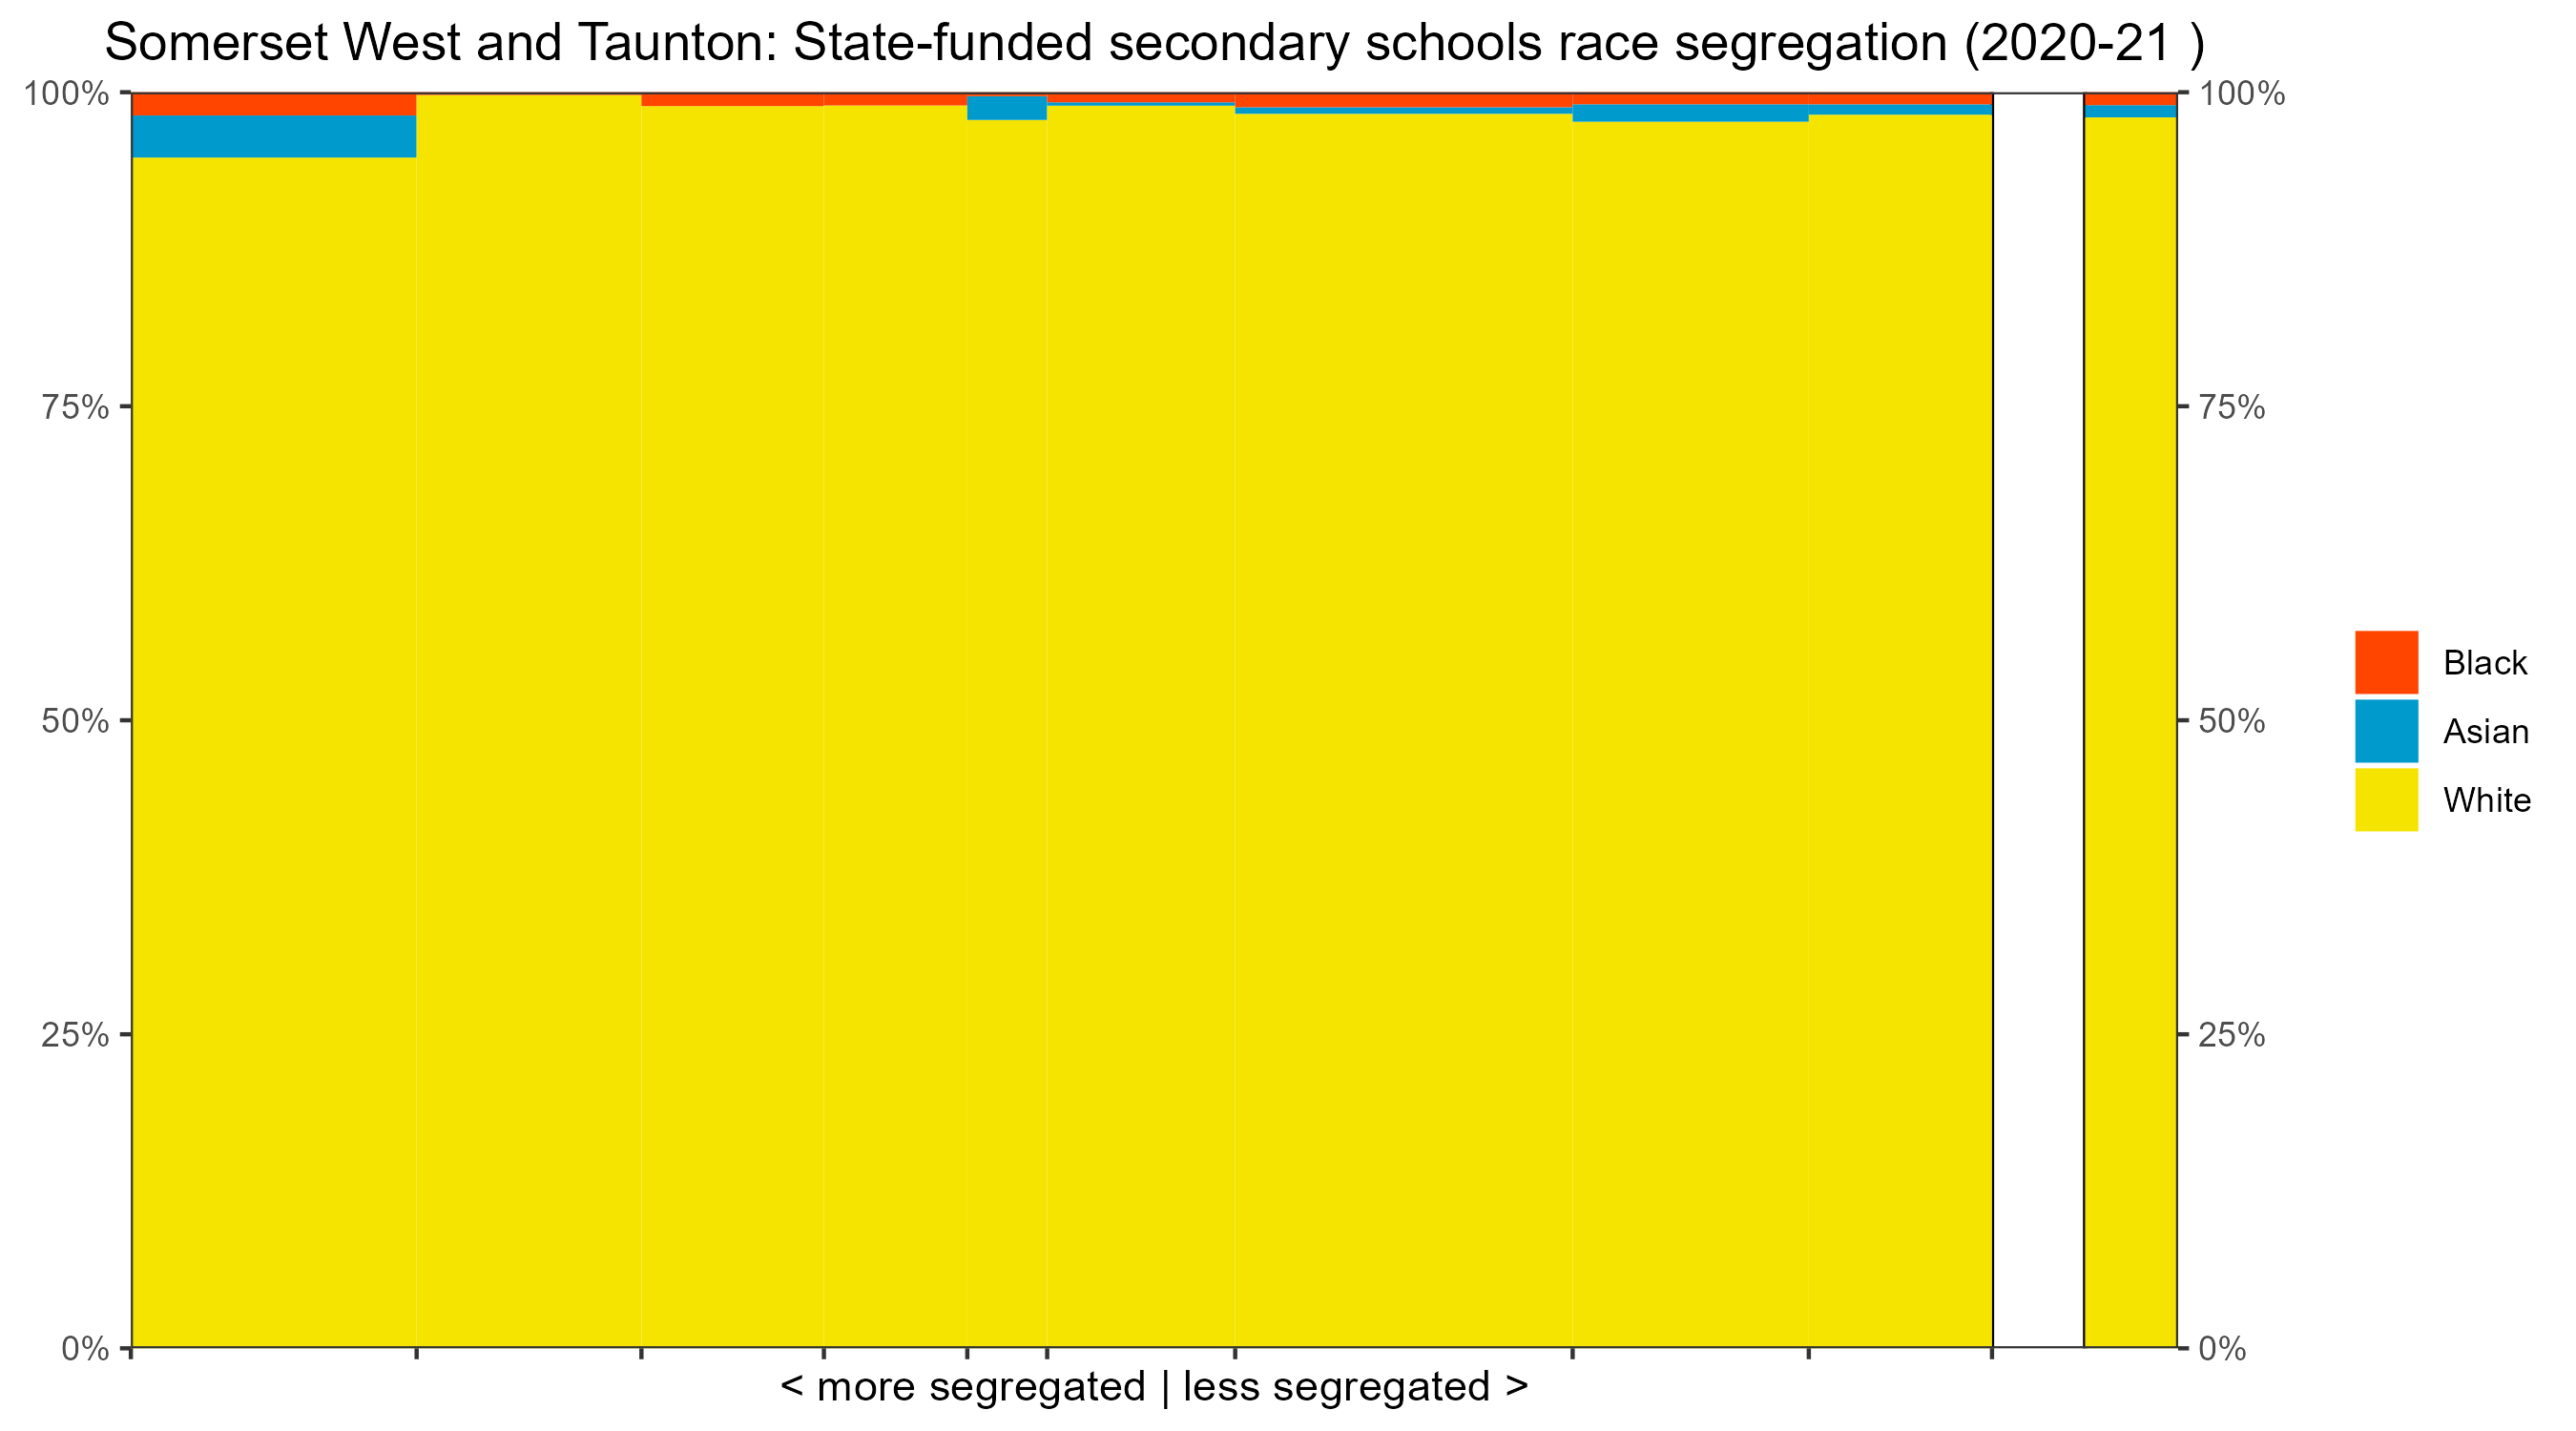 Somerset West and Taunton: State-funded secondary schools race segregation (2020-21 )
100%
75%
50%
25%
0%
100%
75%
50%
25%
0%
Black
Asian
White
< more segregated | less segregated >